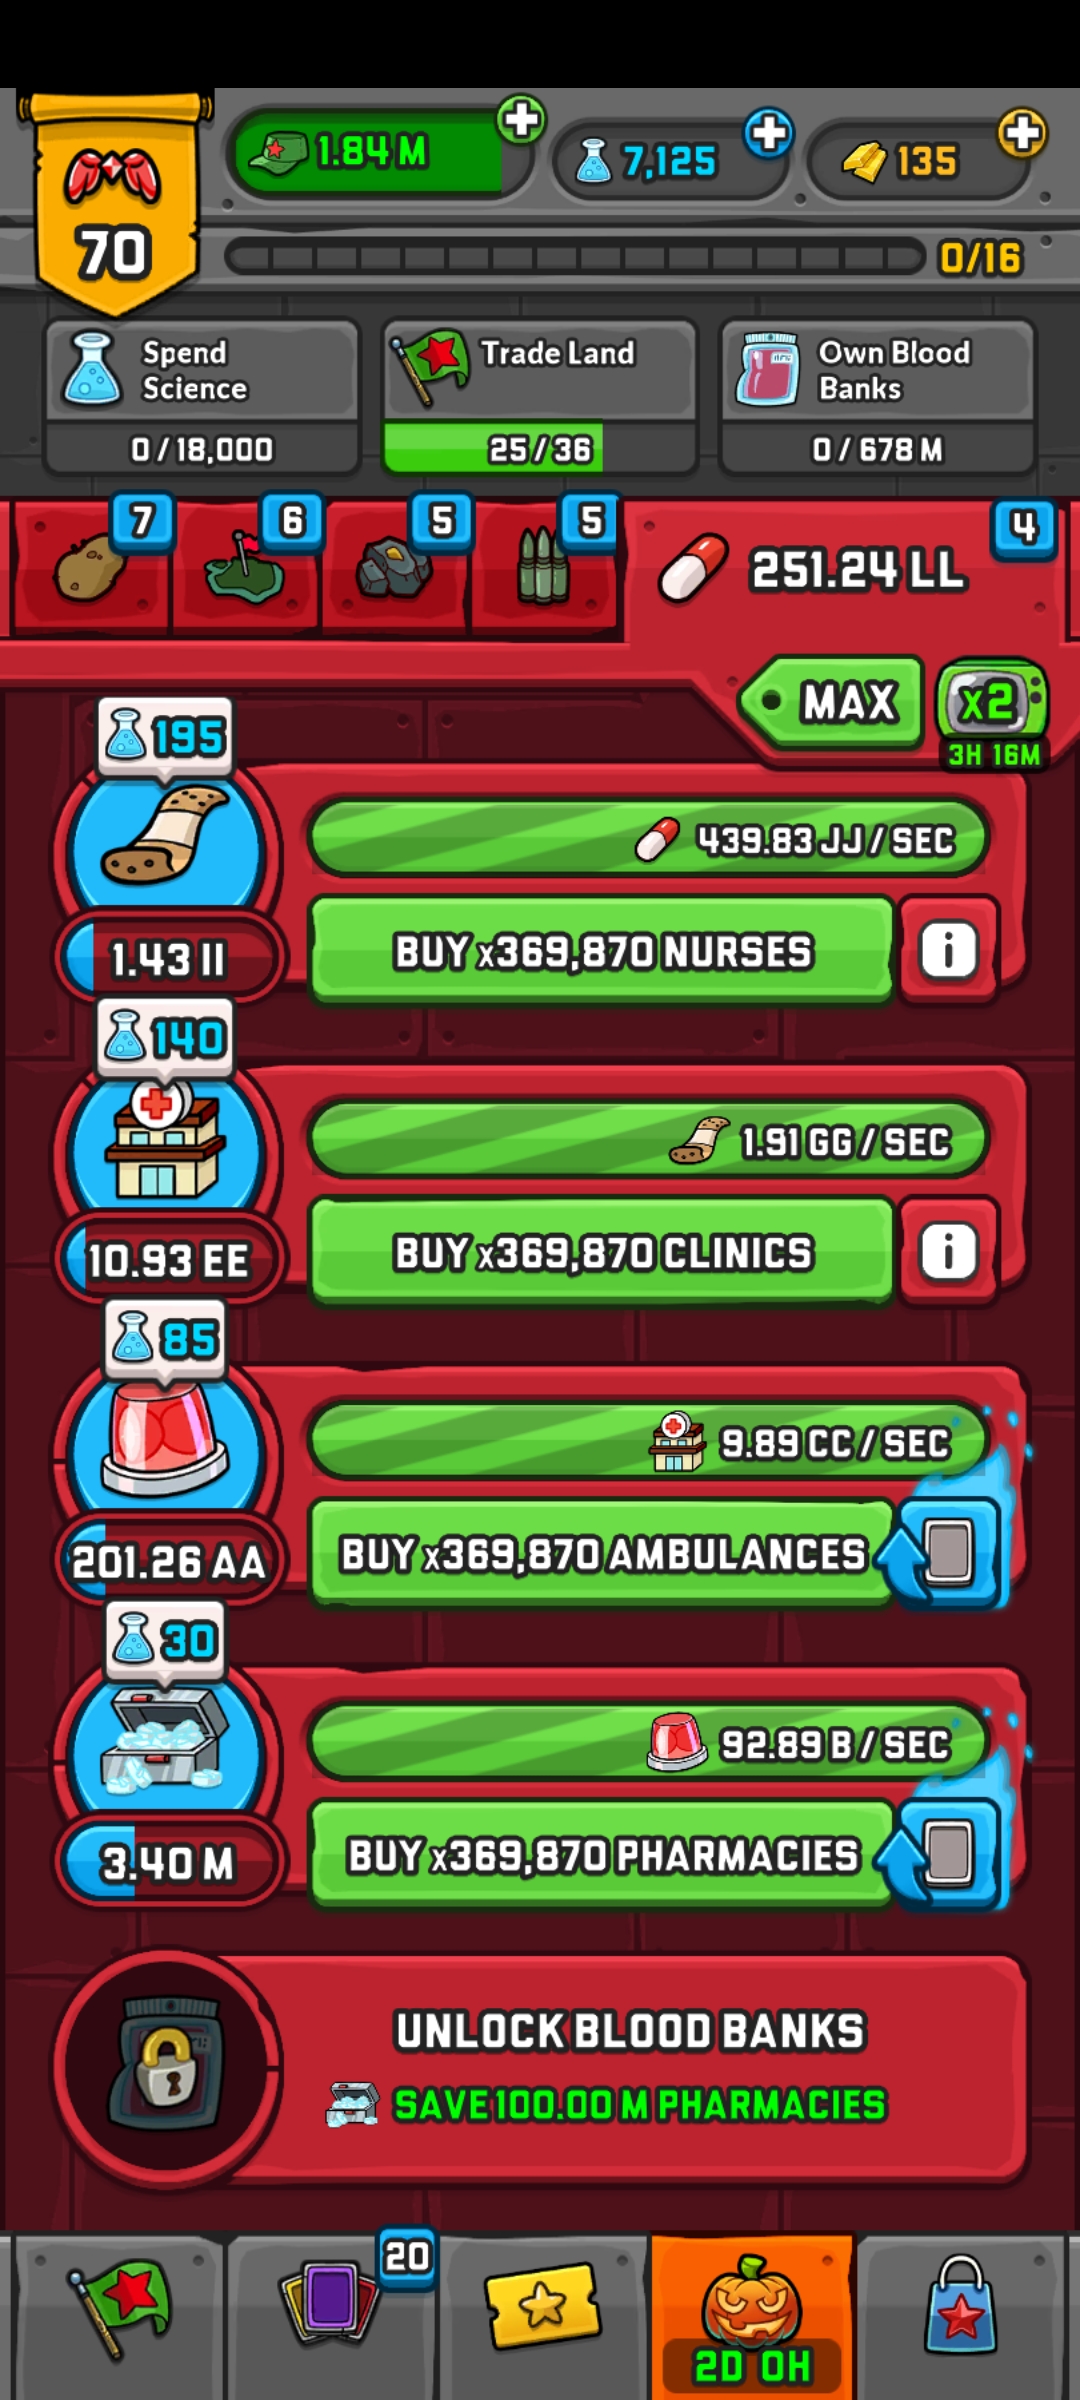 1.84 M
7,125
135
70
0/16
Spend
Science
Trade Land
Own Blood
Banks
0 / 18,000
25 / 36
0 / 678 M
7
6
5
5
4
251.24 LL
MAX
x2
3H 16M
195
439.83 JJ / SEC
BUY x369,870 NURSES
i
1.43 II
140
1.91 GG / SEC
BUY x369,870 CLINICS
i
10.93 EE
85
9.89 CC / SEC
BUY x369,870 AMBULANCES
201.26 AA
30
92.89 B / SEC
BUY x369,870 PHARMACIES
3.40 M
UNLOCK BLOOD BANKS
SAVE 100.00 M PHARMACIES
20
2D 0H